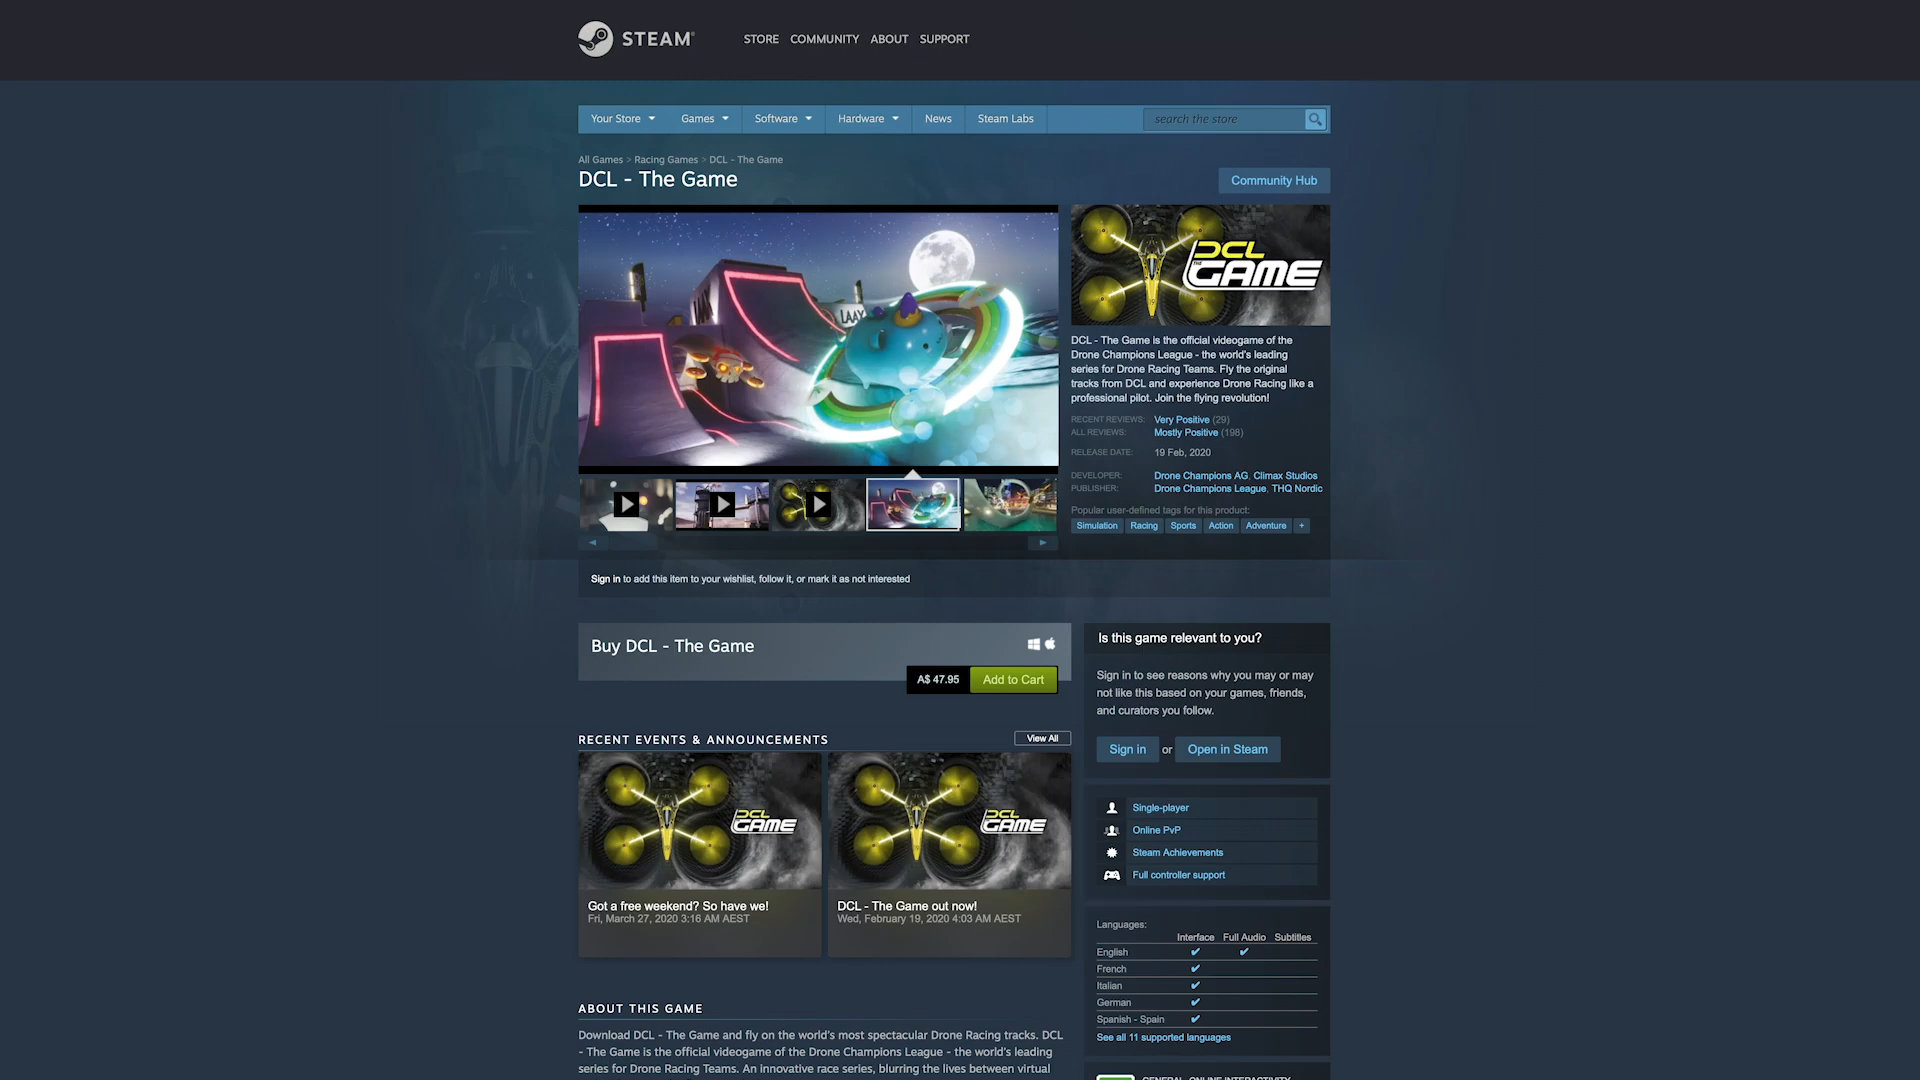 STEAM
STORE COMMUNITY ABOUT SUPPORT
Your Store Games Software Hardware News Steam Labs search the store
All Games > Racing Games > DCL - The Game
DCL - The Game
Community Hub
LAAX
DCL
THE GAME
DCL - The Game is the official videogame of the
Drone Champions League - the world's leading
series for Drone Racing Teams. Fly the original
tracks from DCL and experience Drone Racing like a
professional pilot. Join the flying revolution!
RECENT REVIEWS: Very Positive (29)
ALL REVIEWS: Mostly Positive (198)
RELEASE DATE: 19 Feb, 2020
DEVELOPER: Drone Champions AG, Climax Studios
PUBLISHER: Drone Champions League, THQ Nordic
Popular user-defined tags for this product:
Simulation Racing Sports Action Adventure +
Sign in to add this item to your wishlist, follow it, or mark it as not interested
Buy DCL - The Game
A$ 47.95 Add to Cart
Is this game relevant to you?
Sign in to see reasons why you may or may
not like this based on your games, friends,
and curators you follow.
Sign in or Open in Steam
RECENT EVENTS & ANNOUNCEMENTS
View All
DCL
GAME
DCL
GAME
Got a free weekend? So have we!
Fri, March 27, 2020 3:16 AM AEST
DCL - The Game out now!
Wed, February 19, 2020 4:03 AM AEST
Single-player
Online PvP
Steam Achievements
Full controller support
Languages:
Interface Full Audio Subtitles
English ✔ ✔
French ✔
Italian ✔
German ✔
Spanish - Spain ✔
See all 11 supported languages
ABOUT THIS GAME
Download DCL - The Game and fly on the world's most spectacular Drone Racing tracks. DCL
- The Game is the official videogame of the Drone Champions League - the world's leading
series for Drone Racing Teams. An innovative race series, blurring the lives between virtual
GENERAL ONLINE INTERACTIVITY